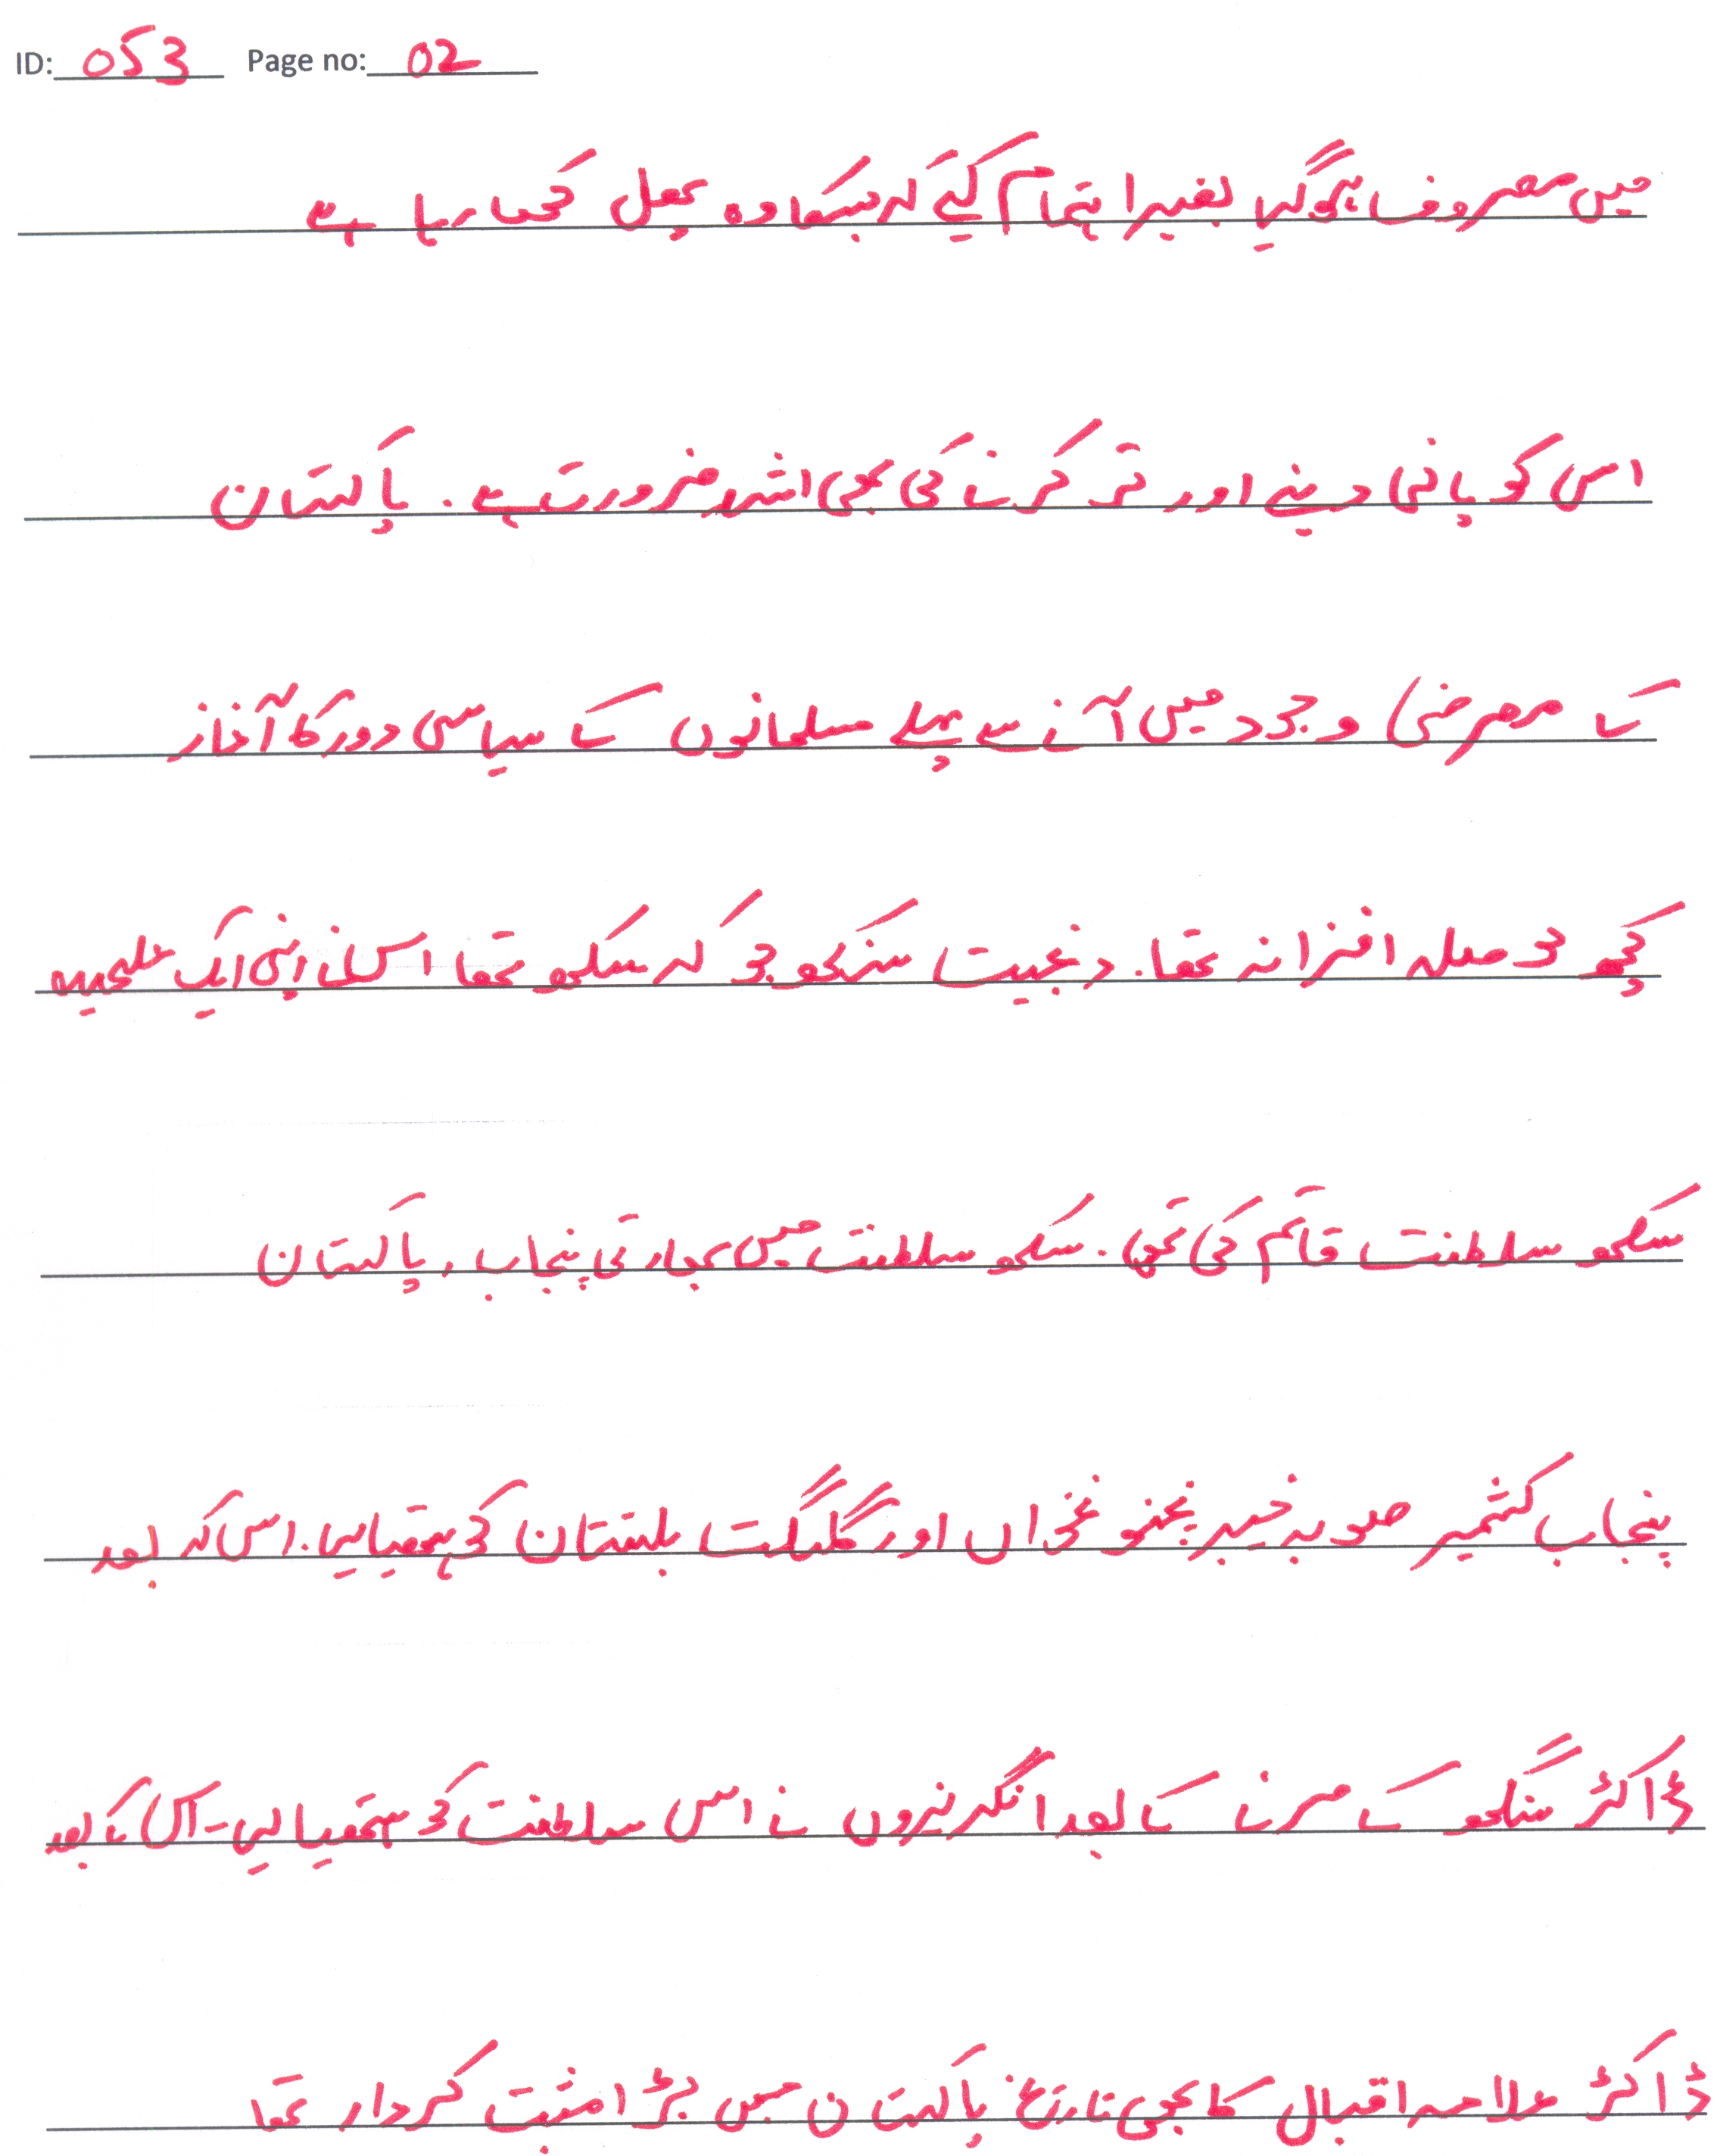 ID: 053 Page no: 02
میں مصروف ہوگیا بغیر اہتمام کیے کہ جسکا وہ پھل کھا رہا ہے
اس کو پانی دینے اور تر کرنے کی بھی اشد ضرورت ہے۔ پاکستان
کے معرض وجود میں آنے سے پہلے مسلمانوں کے سیاسی دور کا آغاز
کچھ حوصلہ افزا نہ تھا۔ رنجیت سنگھ جو کہ سکھ تھا اس نے اپنی ایک علیحدہ
سکھ سلطنت قائم کی تھی۔ سکھ سلطنت میں بھارتی پنجاب، پاکستان
پنجاب کشمیر صوبہ خیبر پختونخواں اور گلگت بلتستان کو ہتھیا لیا۔ اس کہ بعد
ڈاکٹر سنگھ کے مرنے کے بعد انگریزوں نے اس سلطنت کو ہتھیا لیا۔ اس کے بعد
ڈاکٹر علامہ اقبال کا بھی تاریخ پاکستان میں بڑا مثبت کردار تھا